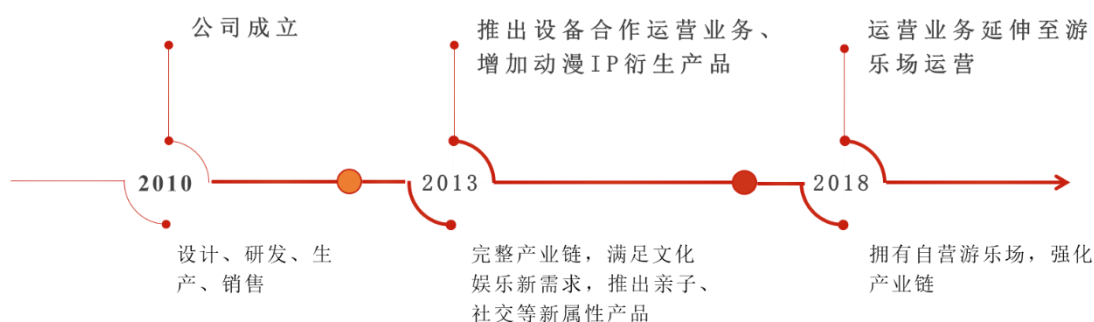 公司成立
推出设备合作运营业务、
增加动漫IP衍生产品
运营业务延伸至游
乐场运营
2010
2013
2018
设计、研发、生
产、销售
完整产业链，满足文化
娱乐新需求，推出亲子、
社交等新属性产品
拥有自营游乐场，强化
产业链